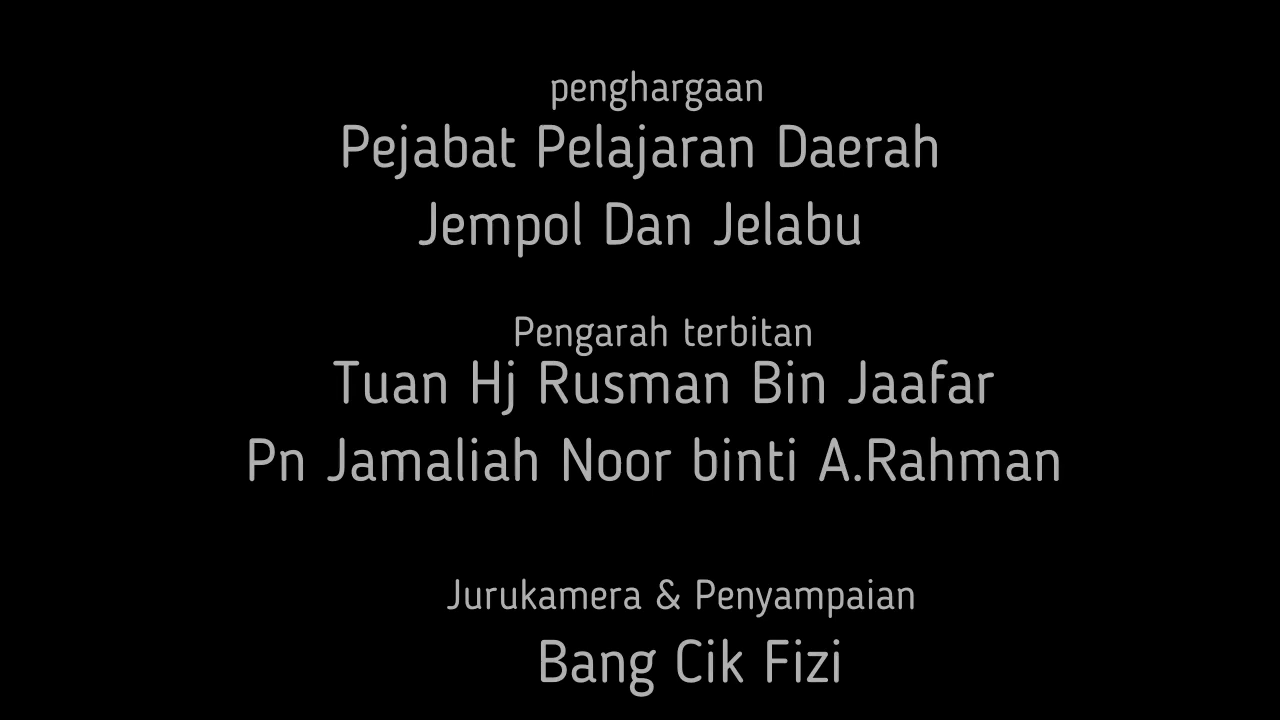 penghargaan
Pejabat Pelajaran Daerah
Jempol Dan Jelabu
Pengarah terbitan
Tuan Hj Rusman Bin Jaafar
Pn Jamaliah Noor binti A.Rahman
Jurukamera & Penyampaian
Bang Cik Fizi